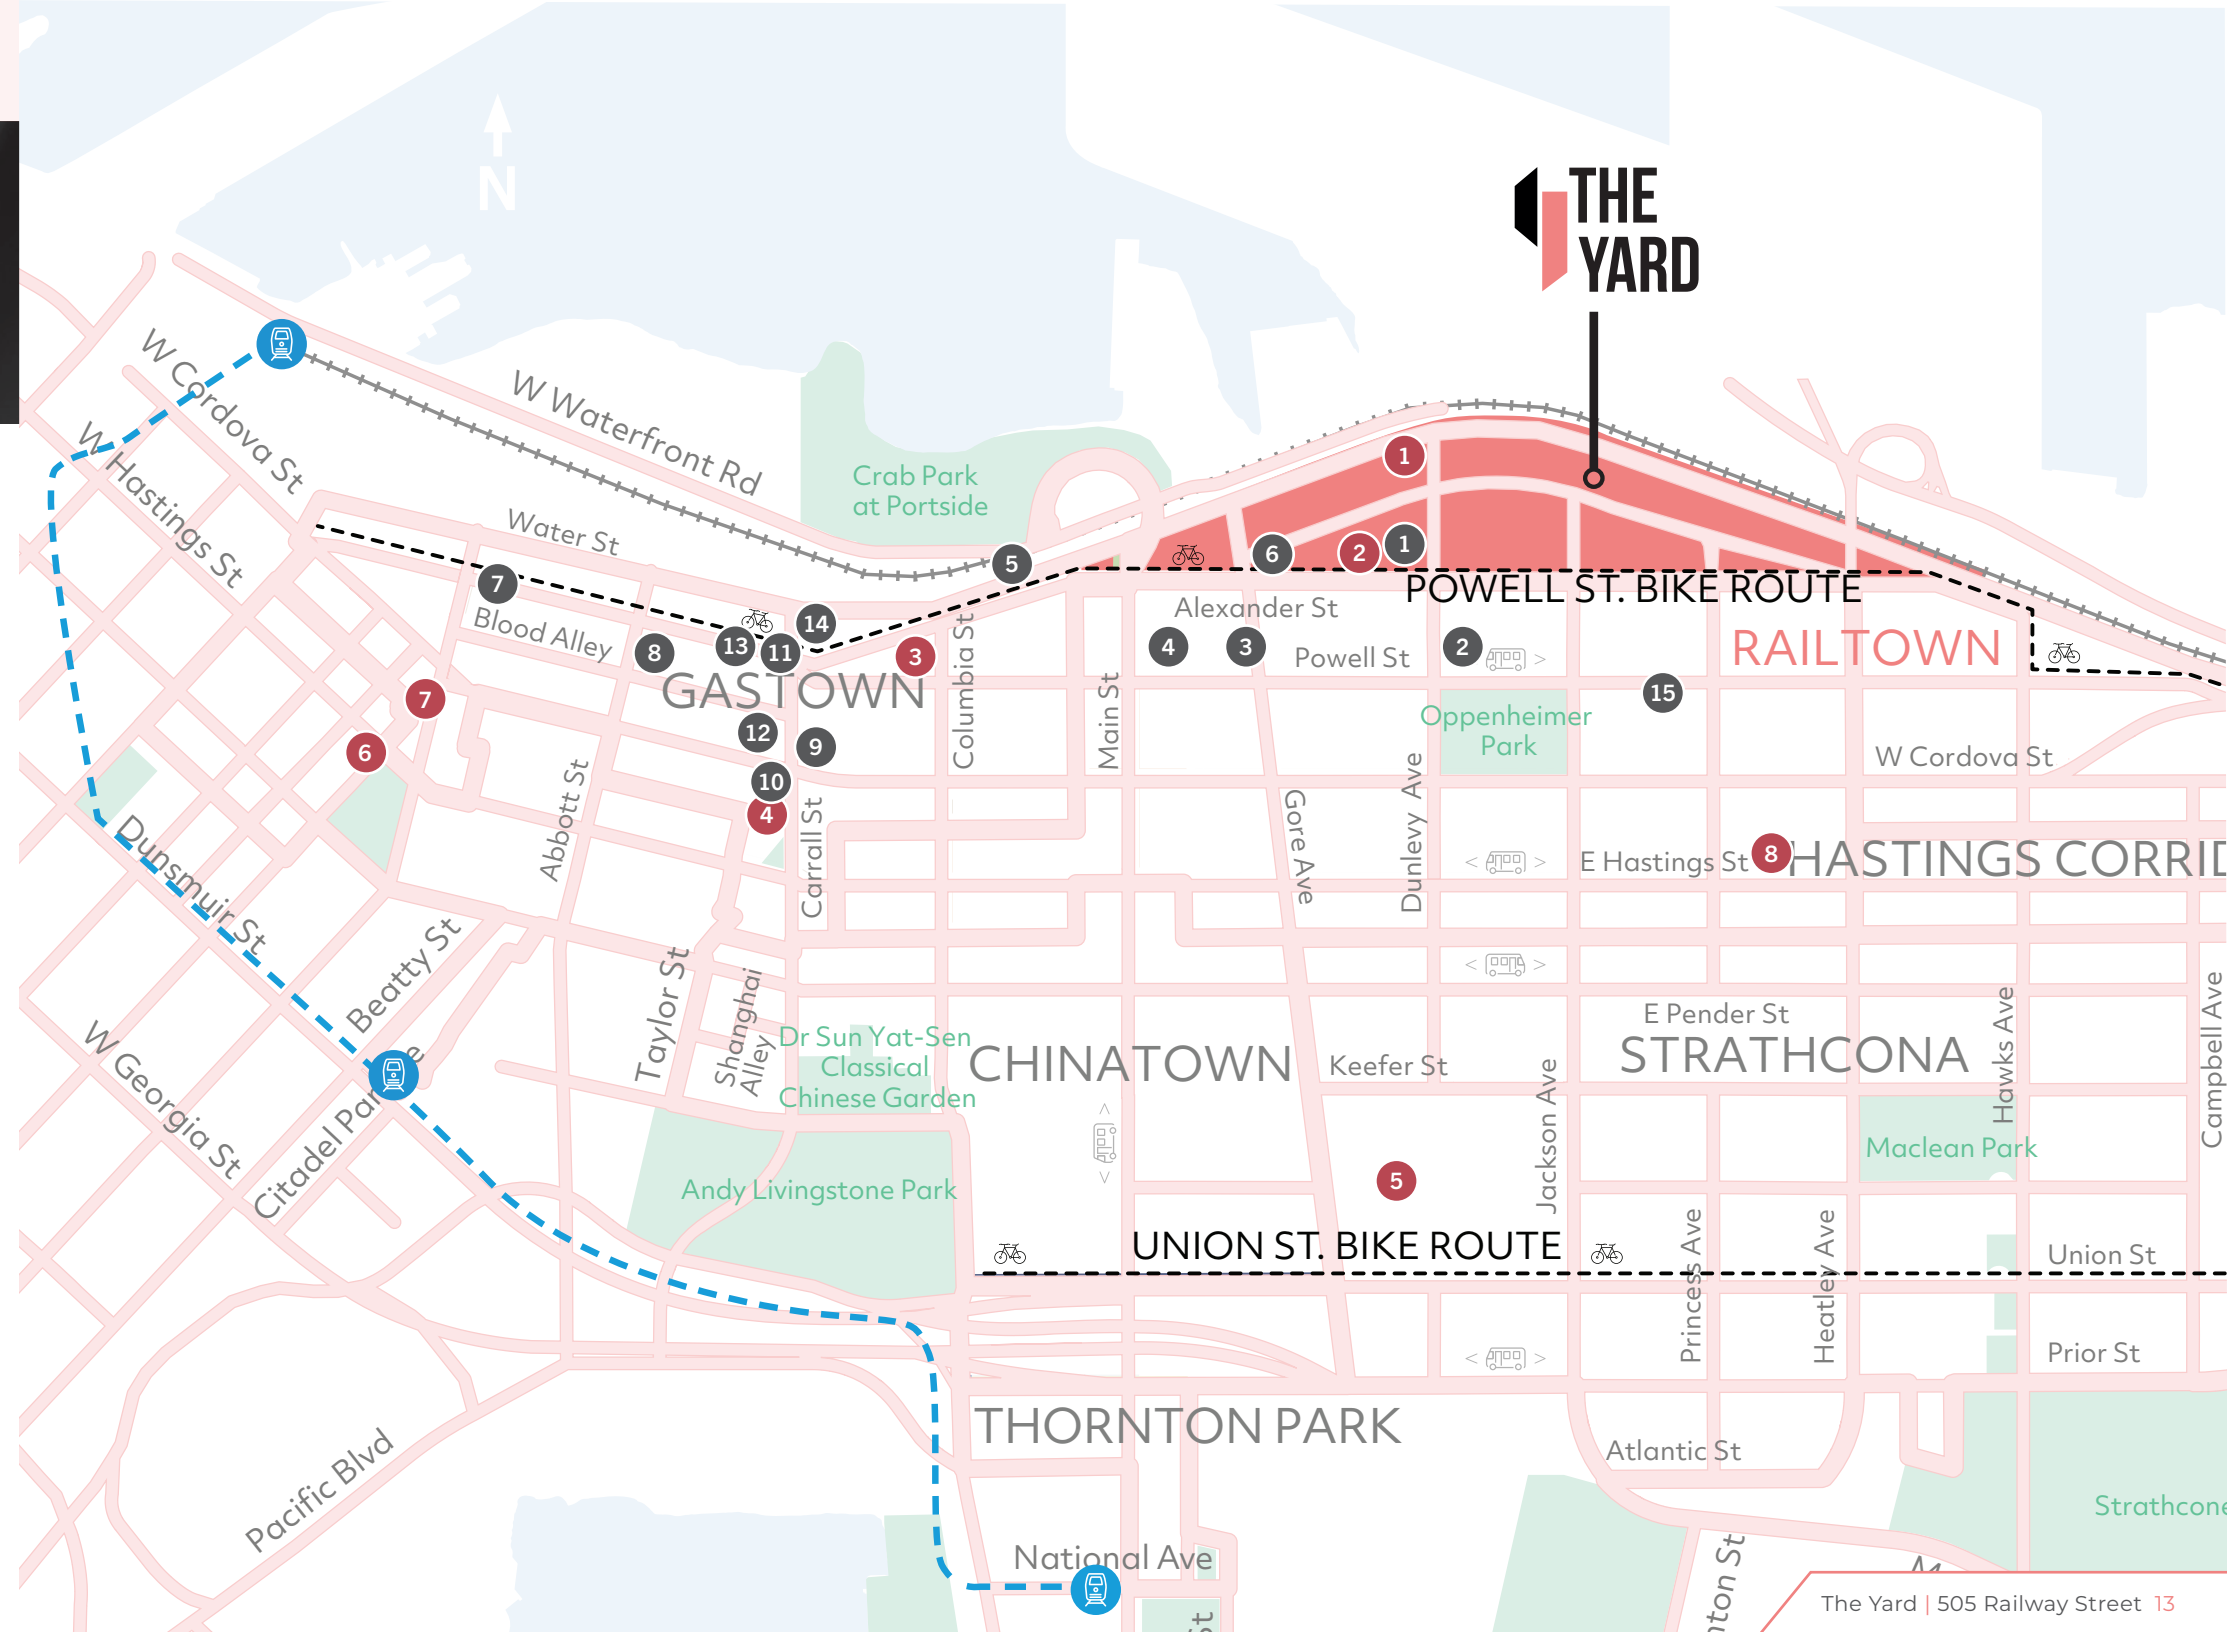 N
THE
YARD
W Cordova St
W Waterfront Rd
W Hastings St
Crab Park
at Portside
1
Water St
5
6
2
1
7
POWELL ST. BIKE ROUTE
Alexander St
Blood Alley
14
13
11
8
3
4
3
Powell St
2
RAILTOWN
GASTOWN
Columbia St
Main St
15
7
Oppenheimer
Park
12
9
6
W Cordova St
10
4
Abbott St
Carrall St
Gore Ave
Dunlevy Ave
E Hastings St
8
HASTINGS CORRID
Dunsmuir St
Beatty St
Taylor St
Shanghai
Alley
Dr Sun Yat-Sen
Classical
Chinese Garden
CHINATOWN
Keefer St
E Pender St
STRATHCONA
Hawks Ave
Campbell Ave
W Georgia St
Jackson Ave
Maclean Park
Andy Livingstone Park
5
UNION ST. BIKE ROUTE
Princess Ave
Heatley Ave
Union St
Prior St
THORNTON PARK
Atlantic St
Pacific Blvd
National Ave
The Yard | 505 Railway Street 13